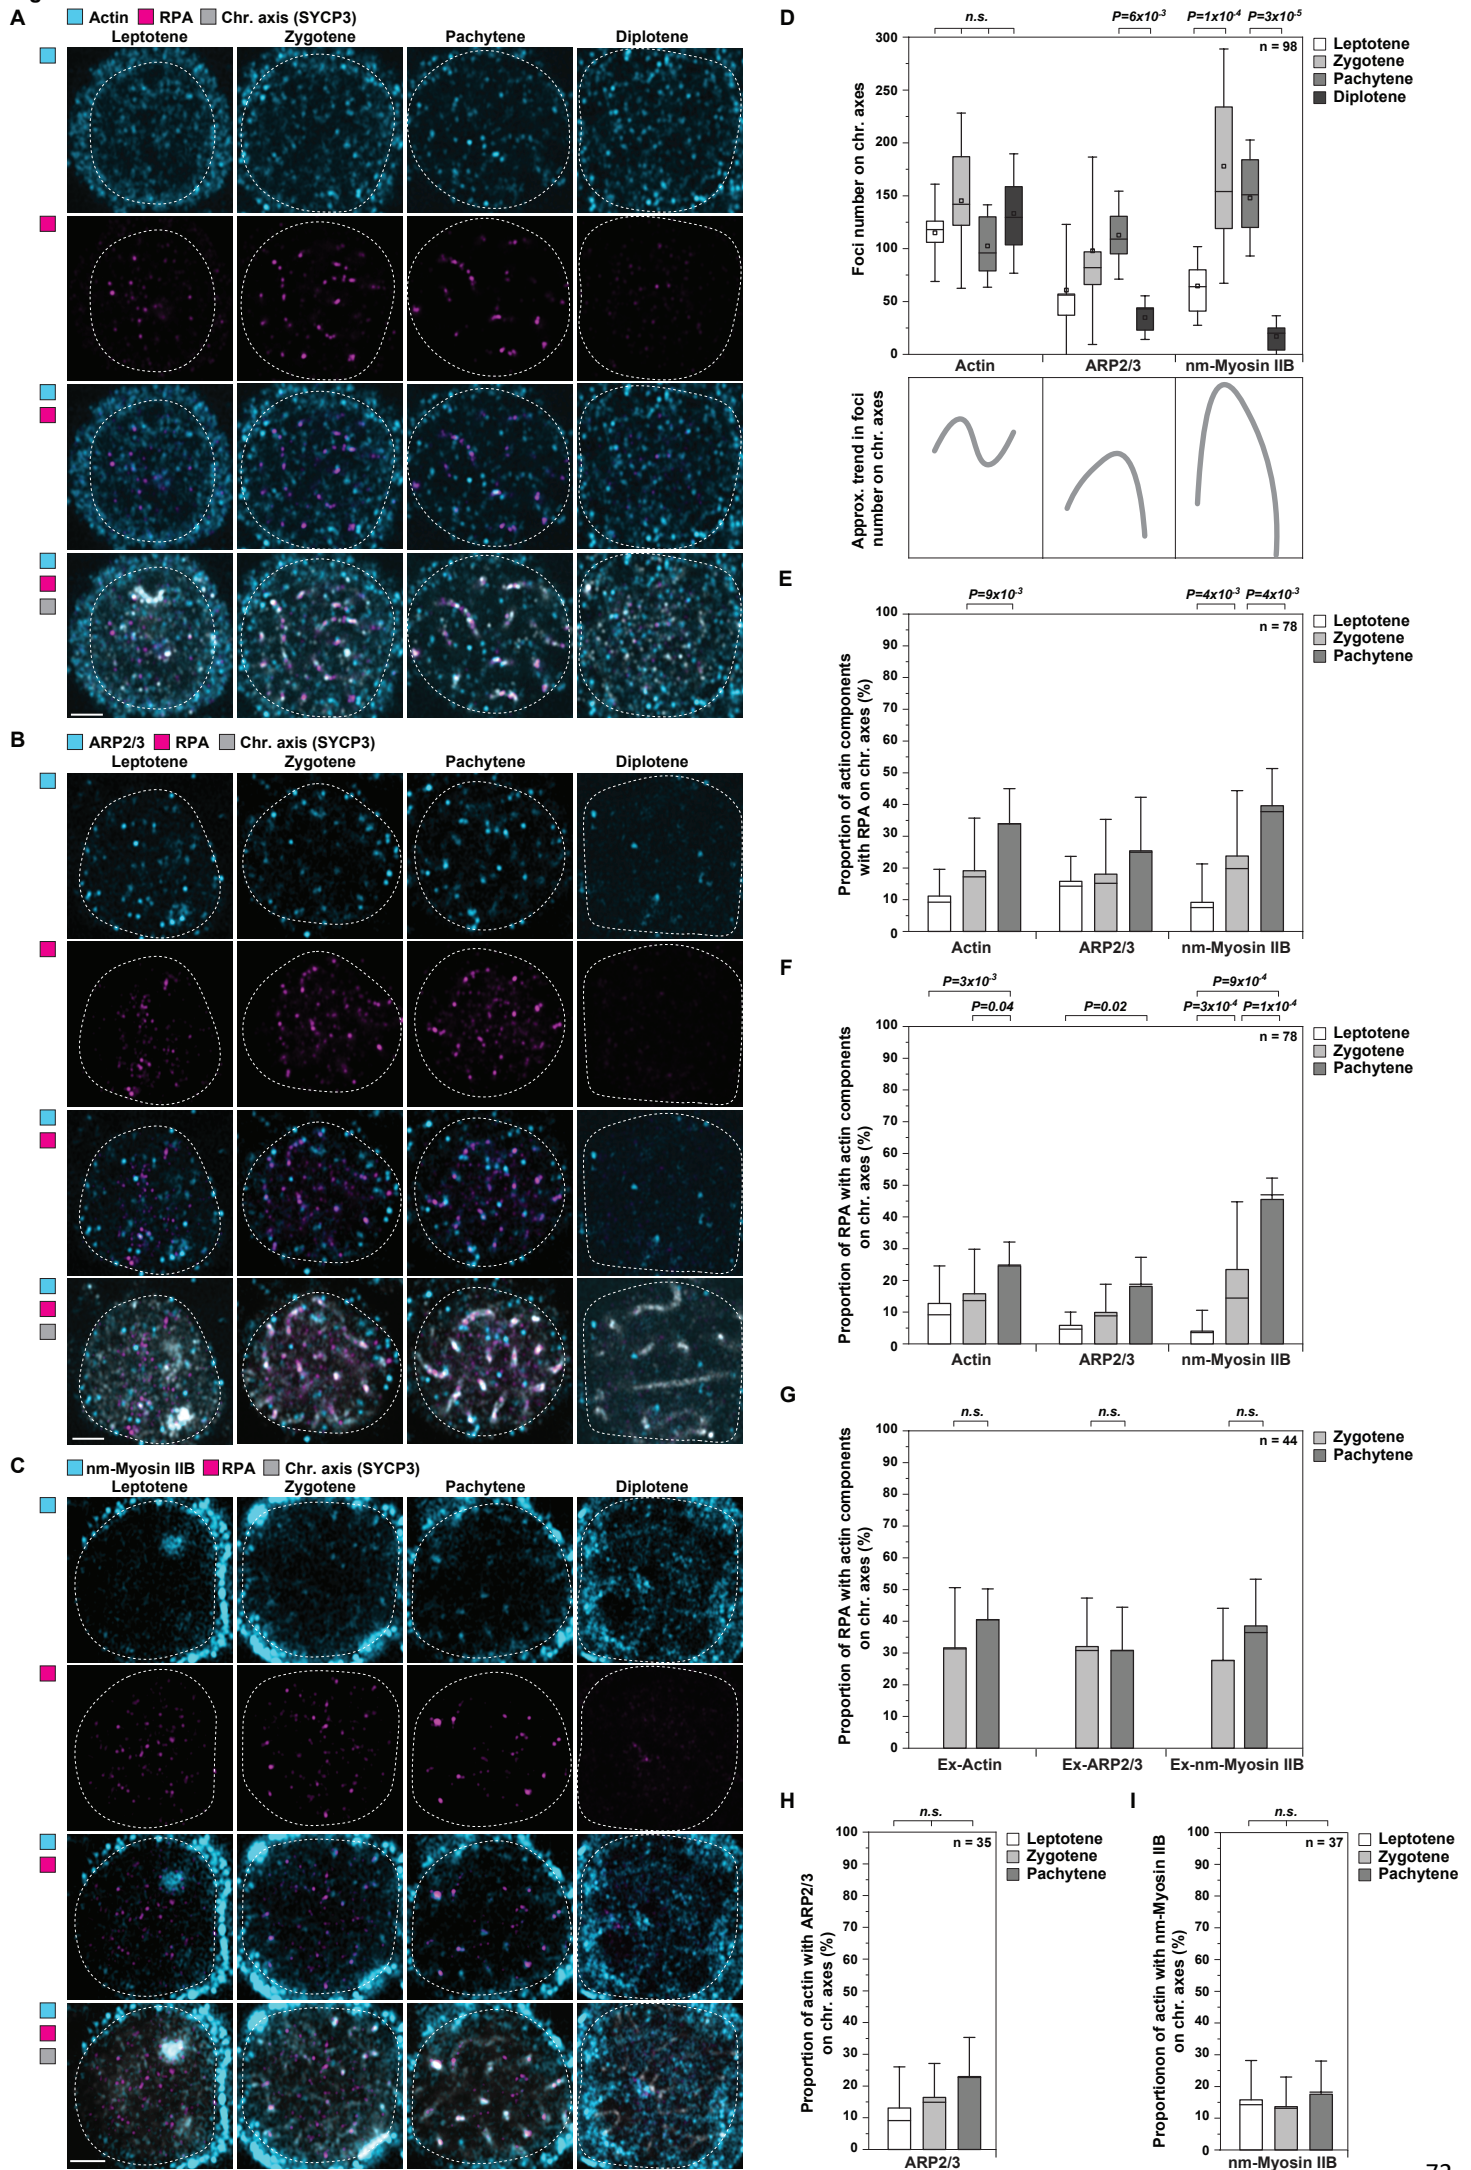 A
Actin RPA Chr. axis (SYCP3)
Leptotene Zygotene Pachytene Diplotene
B
ARP2/3 RPA Chr. axis (SYCP3)
Leptotene Zygotene Pachytene Diplotene
C
nm-Myosin IIB RPA Chr. axis (SYCP3)
Leptotene Zygotene Pachytene Diplotene
D
n.s. P=6x10-3 P=1x10-4 P=3x10-5
n = 98
Leptotene
Zygotene
Pachytene
Diplotene
Foci number on chr. axes
300
250
200
150
100
50
0
Actin ARP2/3 nm-Myosin IIB
Approx. trend in foci
number on chr. axes
E
P=9x10-3 P=4x10-3 P=4x10-3
n = 78
Leptotene
Zygotene
Pachytene
Proportion of actin components
with RPA on chr. axes (%)
100
90
80
70
60
50
40
30
20
10
0
Actin ARP2/3 nm-Myosin IIB
F
P=3x10-3 P=9x10-4
P=0.04 P=0.02 P=3x10-4 P=1x10-4
n = 78
Leptotene
Zygotene
Pachytene
Proportion of RPA with actin components
on chr. axes (%)
100
90
80
70
60
50
40
30
20
10
0
Actin ARP2/3 nm-Myosin IIB
G
n.s. n.s. n.s.
n = 44
Zygotene
Pachytene
Proportion of RPA with actin components
on chr. axes (%)
100
90
80
70
60
50
40
30
20
10
0
Ex-Actin Ex-ARP2/3 Ex-nm-Myosin IIB
H
n.s.
n = 35
Leptotene
Zygotene
Pachytene
Proportion of actin with ARP2/3
on chr. axes (%)
100
90
80
70
60
50
40
30
20
10
0
ARP2/3
I
n.s.
n = 37
Leptotene
Zygotene
Pachytene
Proportionon of actin with nm-Myosin IIB
on chr. axes (%)
100
90
80
70
60
50
40
30
20
10
0
nm-Myosin IIB